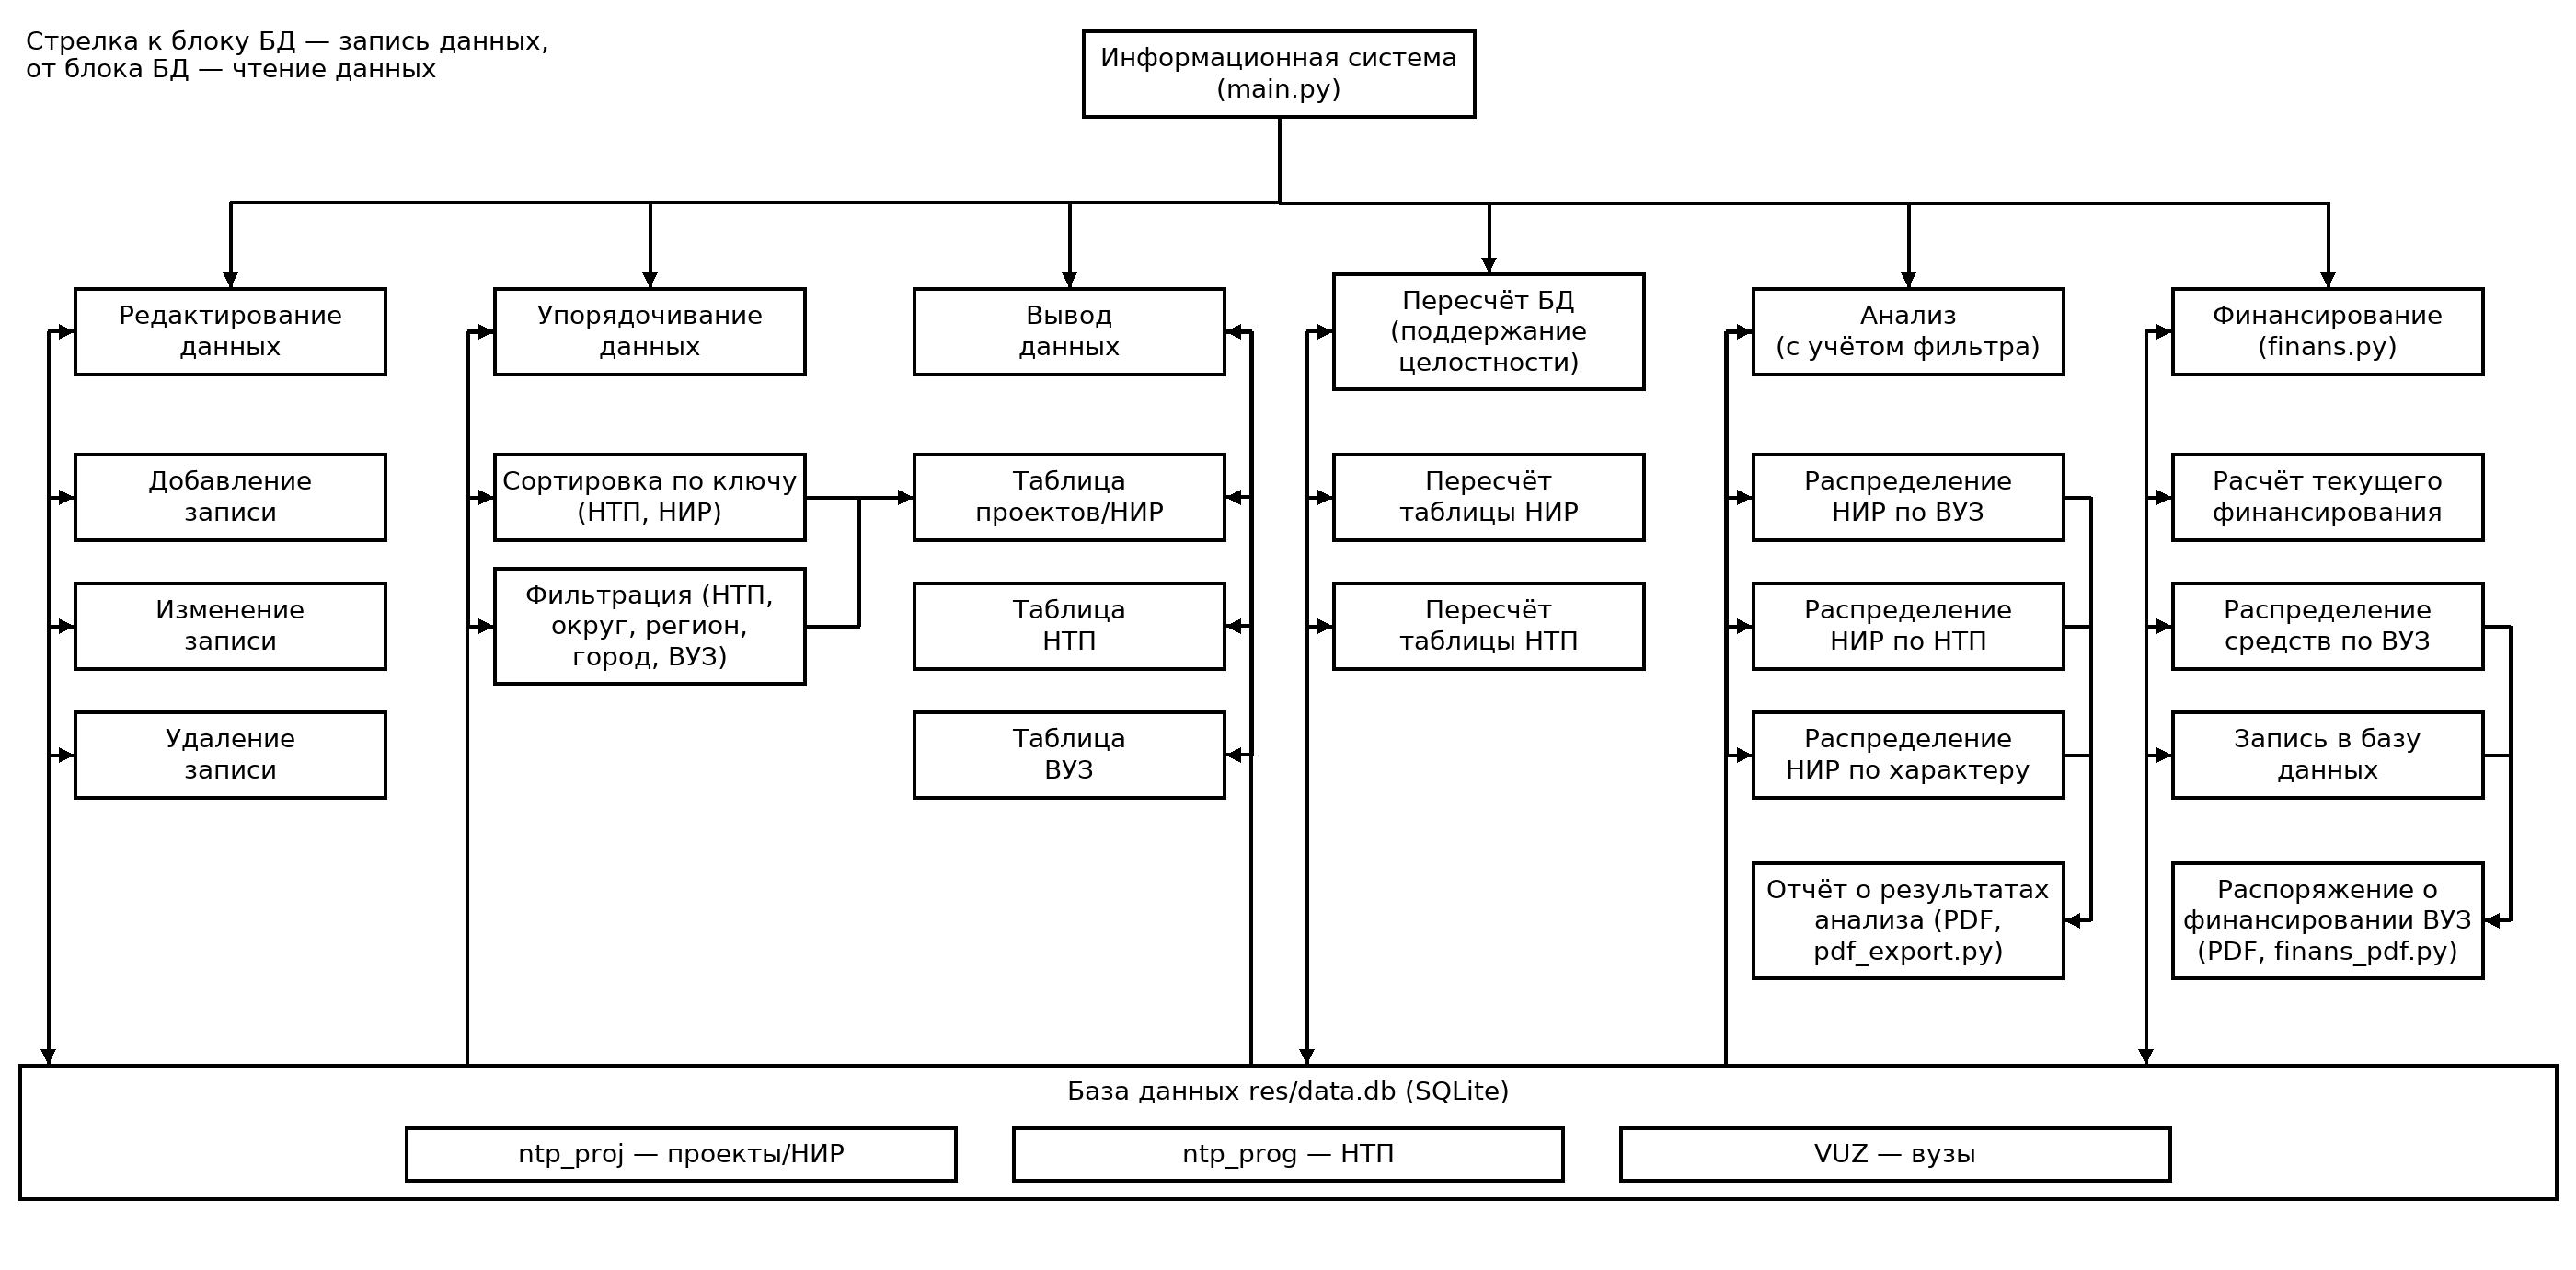 Стрелка к блоку БД — запись данных,
от блока БД — чтение данных
Информационная система
(main.py)
Редактирование
данных
Упорядочивание
данных
Вывод
данных
Пересчёт БД
(поддержание
целостности)
Анализ
(с учётом фильтра)
Финансирование
(finans.py)
Добавление
записи
Сортировка по ключу
(НТП, НИР)
Таблица
проектов/НИР
Пересчёт
таблицы НИР
Распределение
НИР по ВУЗ
Расчёт текущего
финансирования
Изменение
записи
Фильтрация (НТП,
округ, регион,
город, ВУЗ)
Таблица
НТП
Пересчёт
таблицы НТП
Распределение
НИР по НТП
Распределение
средств по ВУЗ
Удаление
записи
Таблица
ВУЗ
Распределение
НИР по характеру
Запись в базу
данных
Отчёт о результатах
анализа (PDF,
pdf_export.py)
Распоряжение о
финансировании ВУЗ
(PDF, finans_pdf.py)
База данных res/data.db (SQLite)
ntp_proj — проекты/НИР
ntp_prog — НТП
VUZ — вузы